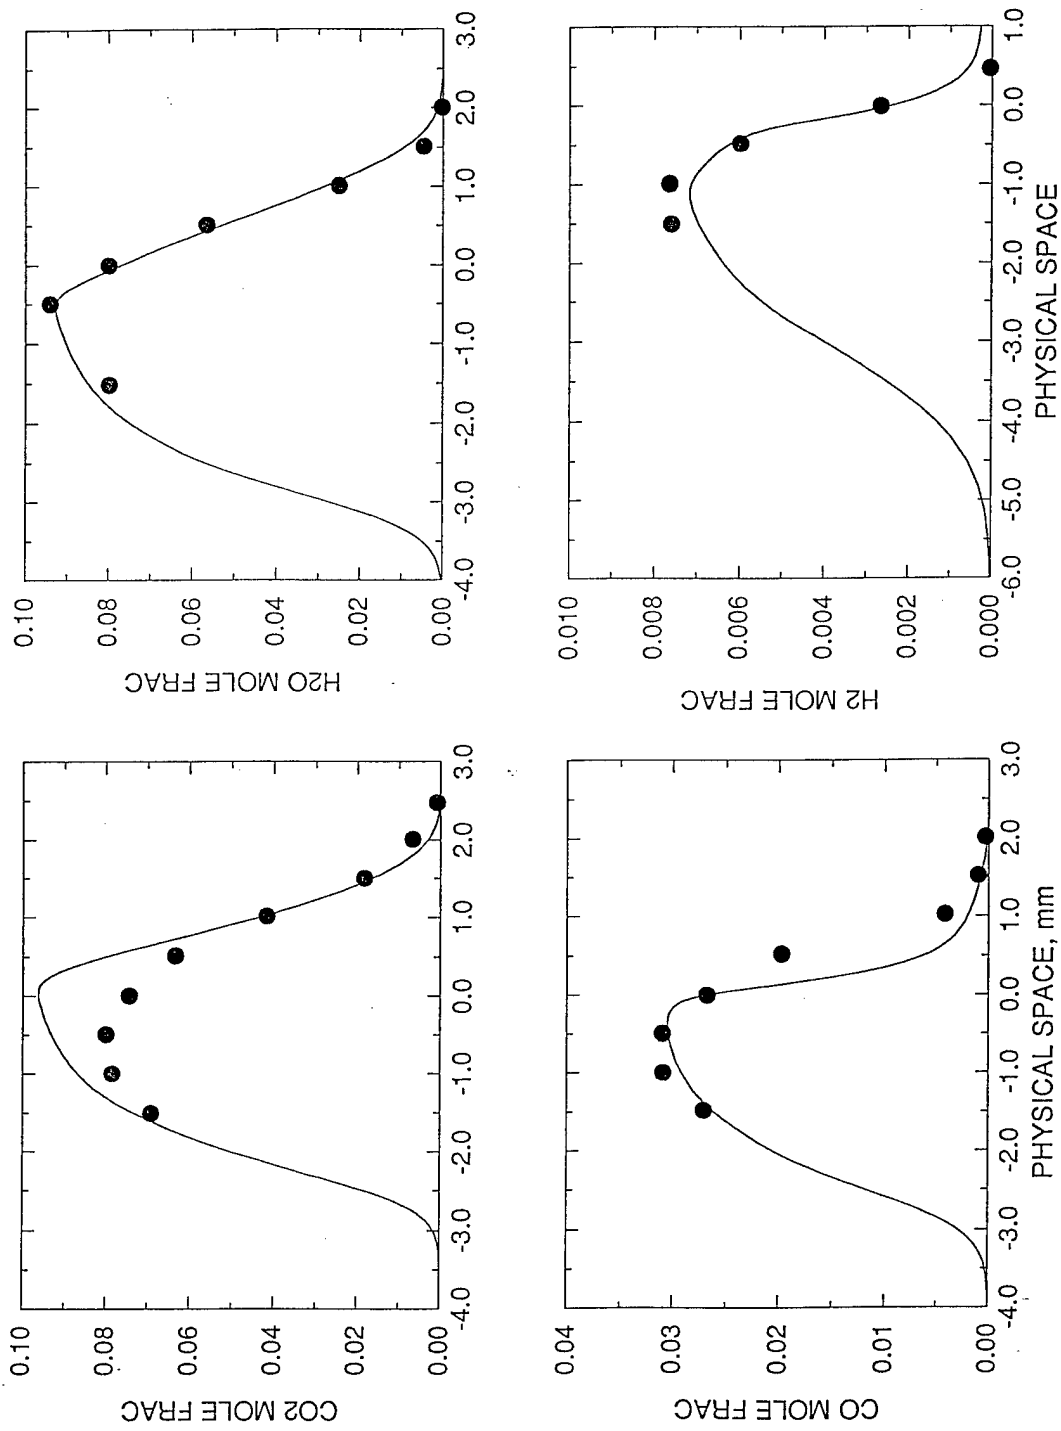 CO2 MOLE FRAC
0.10
0.08
0.06
0.04
0.02
0.00
-4.0 -3.0 -2.0 -1.0 0.0 1.0 2.0 3.0
H2O MOLE FRAC
0.10
0.08
0.06
0.04
0.02
0.00
-4.0 -3.0 -2.0 -1.0 0.0 1.0 2.0 3.0
CO MOLE FRAC
0.04
0.03
0.02
0.01
0.00
-4.0 -3.0 -2.0 -1.0 0.0 1.0 2.0 3.0
PHYSICAL SPACE, mm
H2 MOLE FRAC
0.010
0.008
0.006
0.004
0.002
0.000
-6.0 -5.0 -4.0 -3.0 -2.0 -1.0 0.0 1.0
PHYSICAL SPACE